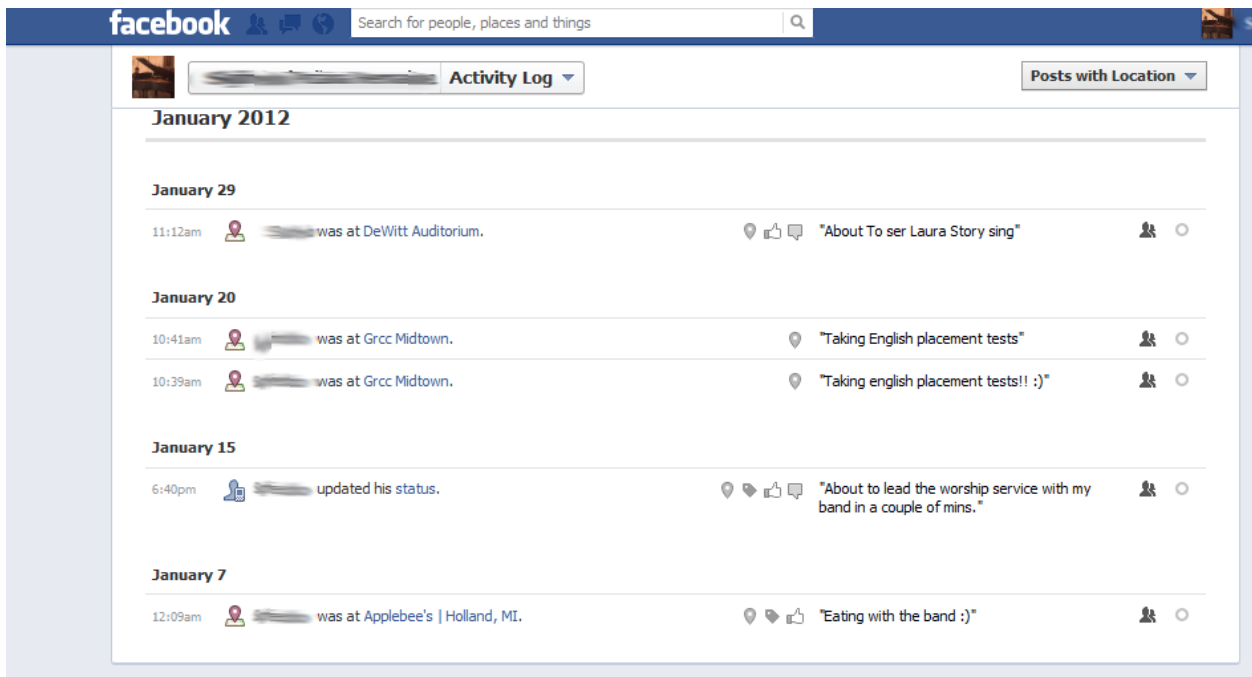 facebook Search for people, places and things
Activity Log Posts with Location
January 2012
January 29
11:12am was at DeWitt Auditorium. "About To ser Laura Story sing"
January 20
10:41am was at Grcc Midtown. "Taking English placement tests"
10:39am was at Grcc Midtown. "Taking english placement tests!! :)"
January 15
6:40pm updated his status. "About to lead the worship service with my
band in a couple of mins."
January 7
12:09am was at Applebee's | Holland, MI. "Eating with the band :)"